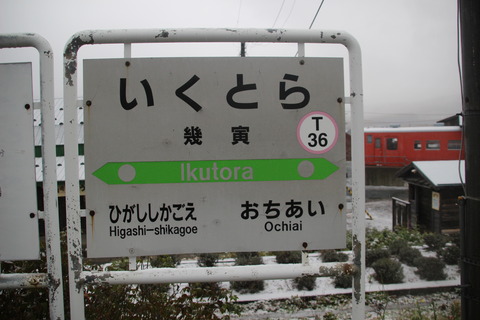 いくとら
幾寅
T
36
Ikutora
ひがししかごえ
Higashi-shikagoe
おちあい
Ochiai